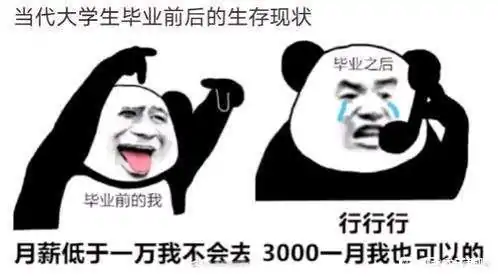 当代大学生毕业前后的生存现状
毕业前的我
月薪低于一万我不会去
毕业之后
行行行
3000一月我也可以的